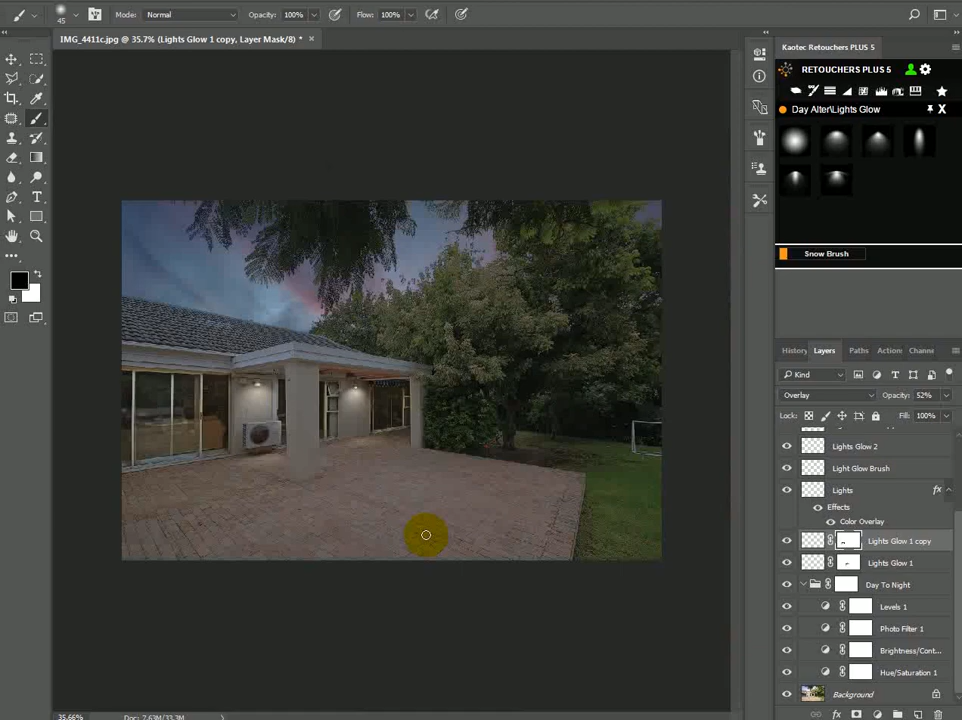 45
Mode: Normal
Opacity: 100%
Flow: 100%
IMG_4411c.jpg @ 35.7% (Lights Glow 1 copy, Layer Mask/8) *
Kaotec Retouchers PLUS 5
RETOUCHERS PLUS 5
Day Alter\Lights Glow
X
Snow Brush
History
Layers
Paths
Action
Channe
Kind
Overlay
Opacity: 52%
Lock:
Fill: 100%
Lights Glow 2
Light Glow Brush
Lights
fx
Effects
Color Overlay
Lights Glow 1 copy
Lights Glow 1
Day To Night
Levels 1
Photo Filter 1
Brightness/Cont...
Hue/Saturation 1
Background
35.66%
Doc: 7.63M/33.3M
fx